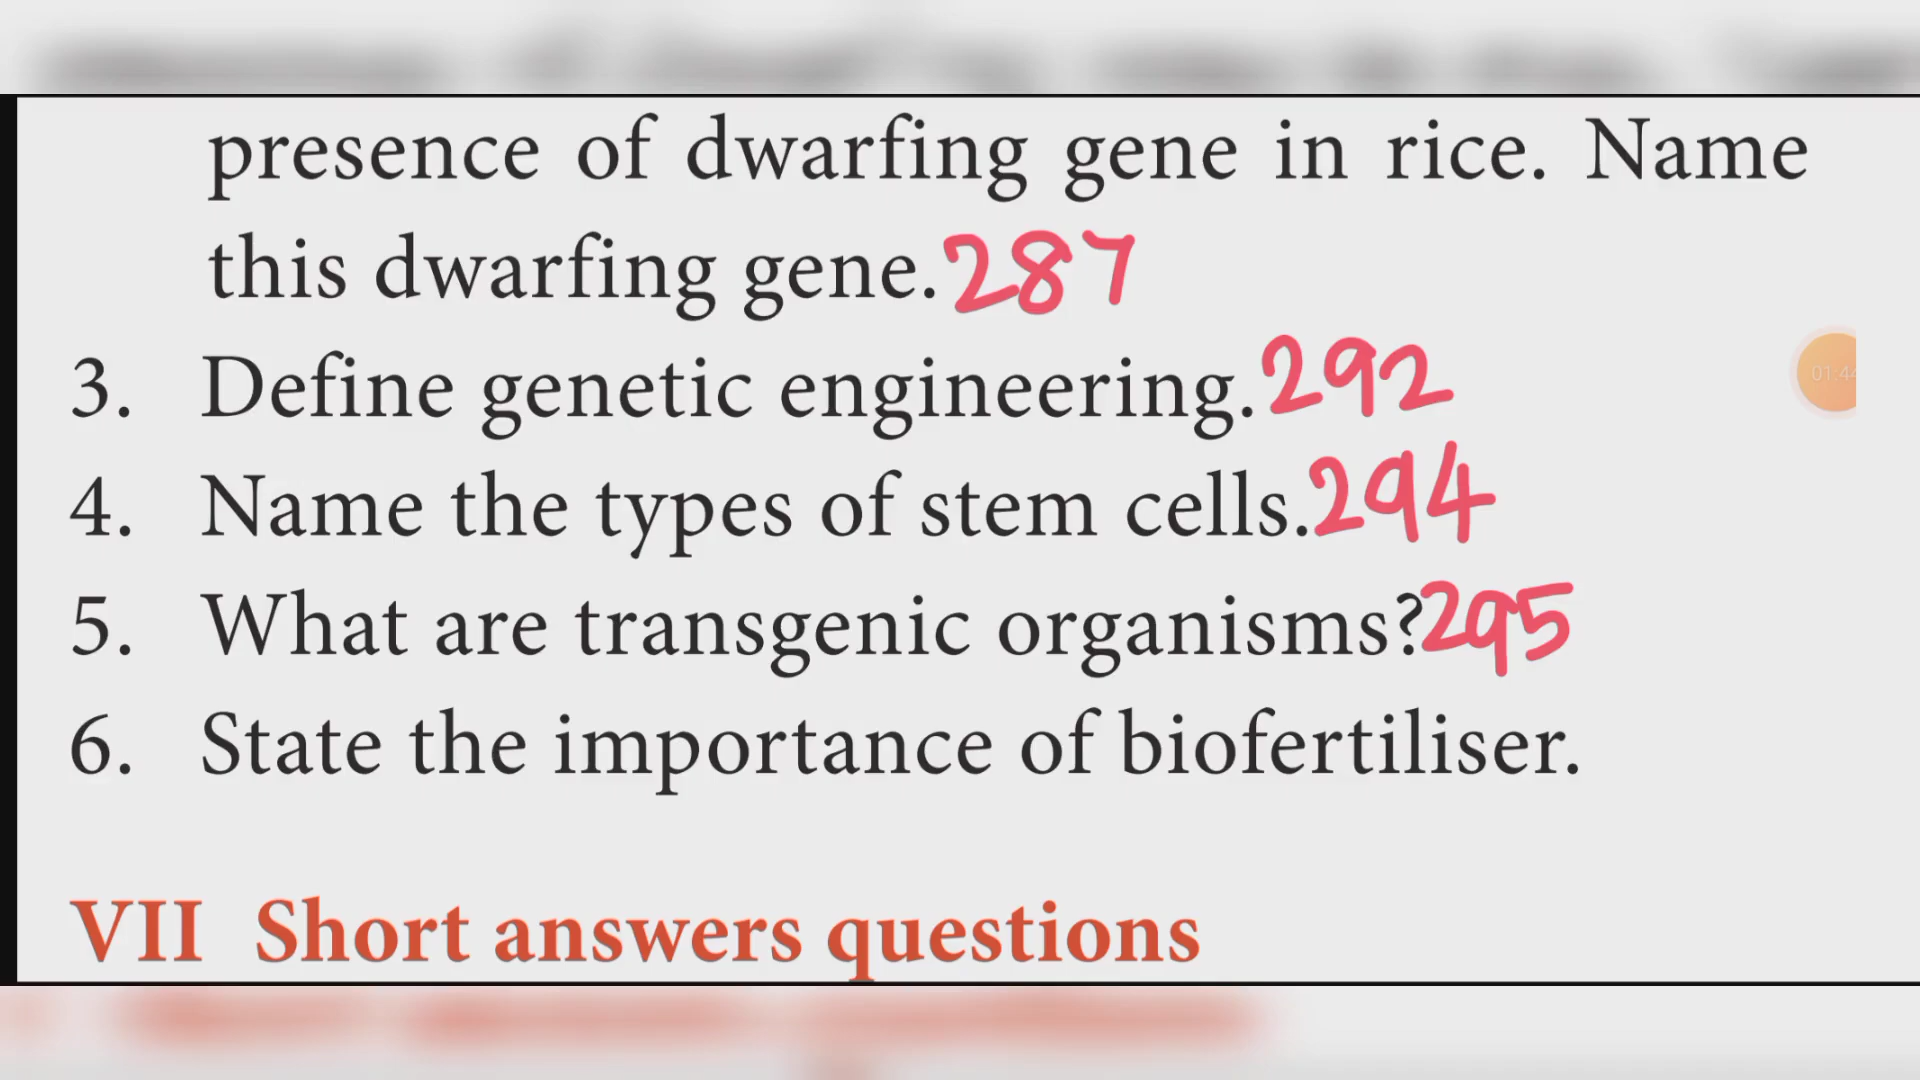 presence of dwarfing gene in rice. Name
this dwarfing gene. 287
3. Define genetic engineering. 292
4. Name the types of stem cells. 294
5. What are transgenic organisms? 295
6. State the importance of biofertiliser.
VII Short answers questions